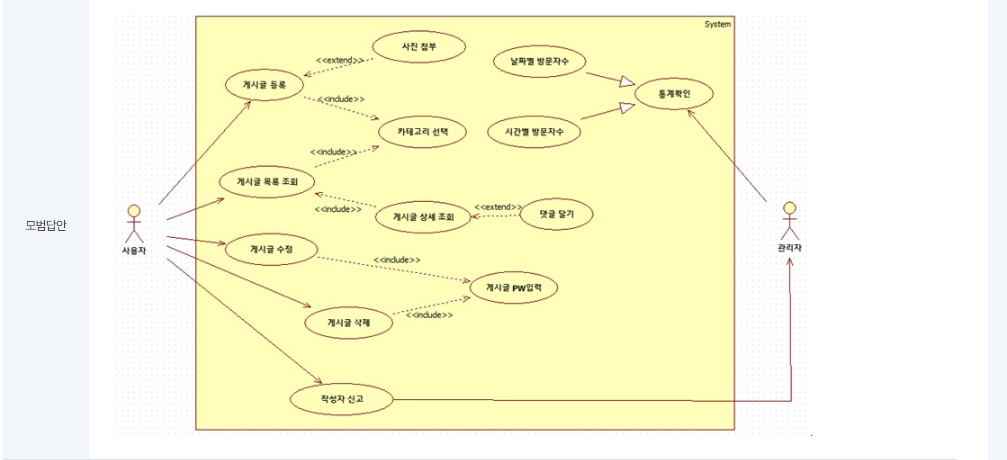 System
사진 첨부
<<extend>>
날짜별 방문자수
게시글 등록
통계확인
<<include>>
카테고리 선택
시간별 방문자수
<<include>>
게시글 목록 조회
<<include>>
게시글 상세 조회
<<extend>>
댓글 달기
모범답안
사용자
관리자
게시글 수정
<<include>>
게시글 PW입력
게시글 삭제
<<include>>
작성자 신고